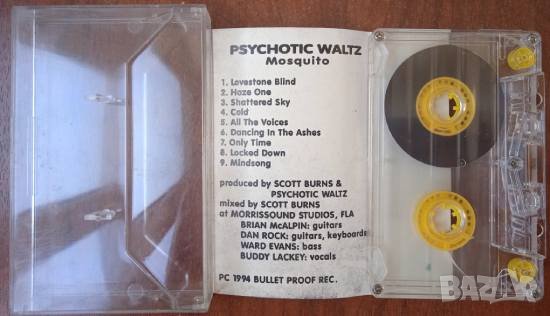 PSYCHOTIC WALTZ
Mosquito
1. Lovestone Blind
2. Haze One
3. Shattered Sky
4. Cold
5. All The Voices
6. Dancing In The Ashes
7. Only Time
8. Locked Down
9. Mindsong
produced by SCOTT BURNS &
PSYCHOTIC WALTZ
mixed by SCOTT BURNS
at MORRISSOUND STUDIOS, FLA
BRIAN McALPIN: guitars
DAN ROCK: guitars, keyboards
WARD EVANS: bass
BUDDY LACKEY: vocals
PC 1994 BULLET PROOF REC.
BAZAR